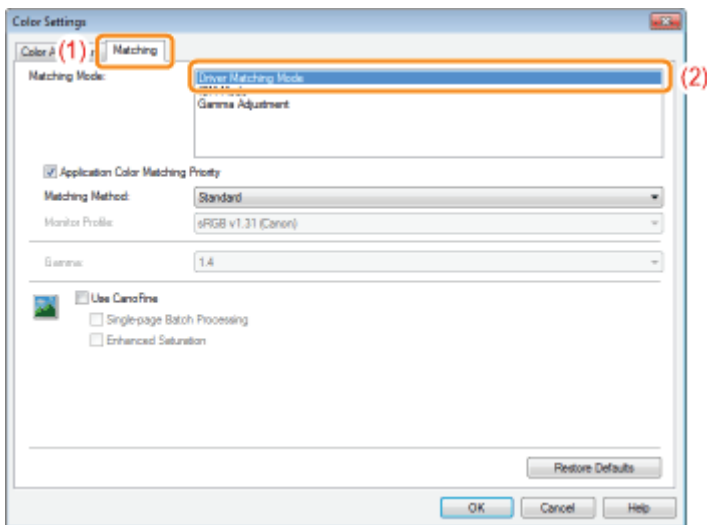 Color Settings
(1) Matching
Matching Mode:
Driver Matching Mode
(2)
Gamma Adjustment
Application Color Matching Priority
Matching Method:
Standard
Monitor Profile:
sRGB v1.31 (Canon)
Gamma:
1.4
Use CanoFine
Single-page Batch Processing
Enhanced Saturation
Restore Defaults
OK
Cancel
Help